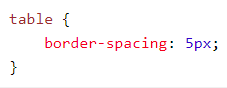 table {
    border-spacing: 5px;
}